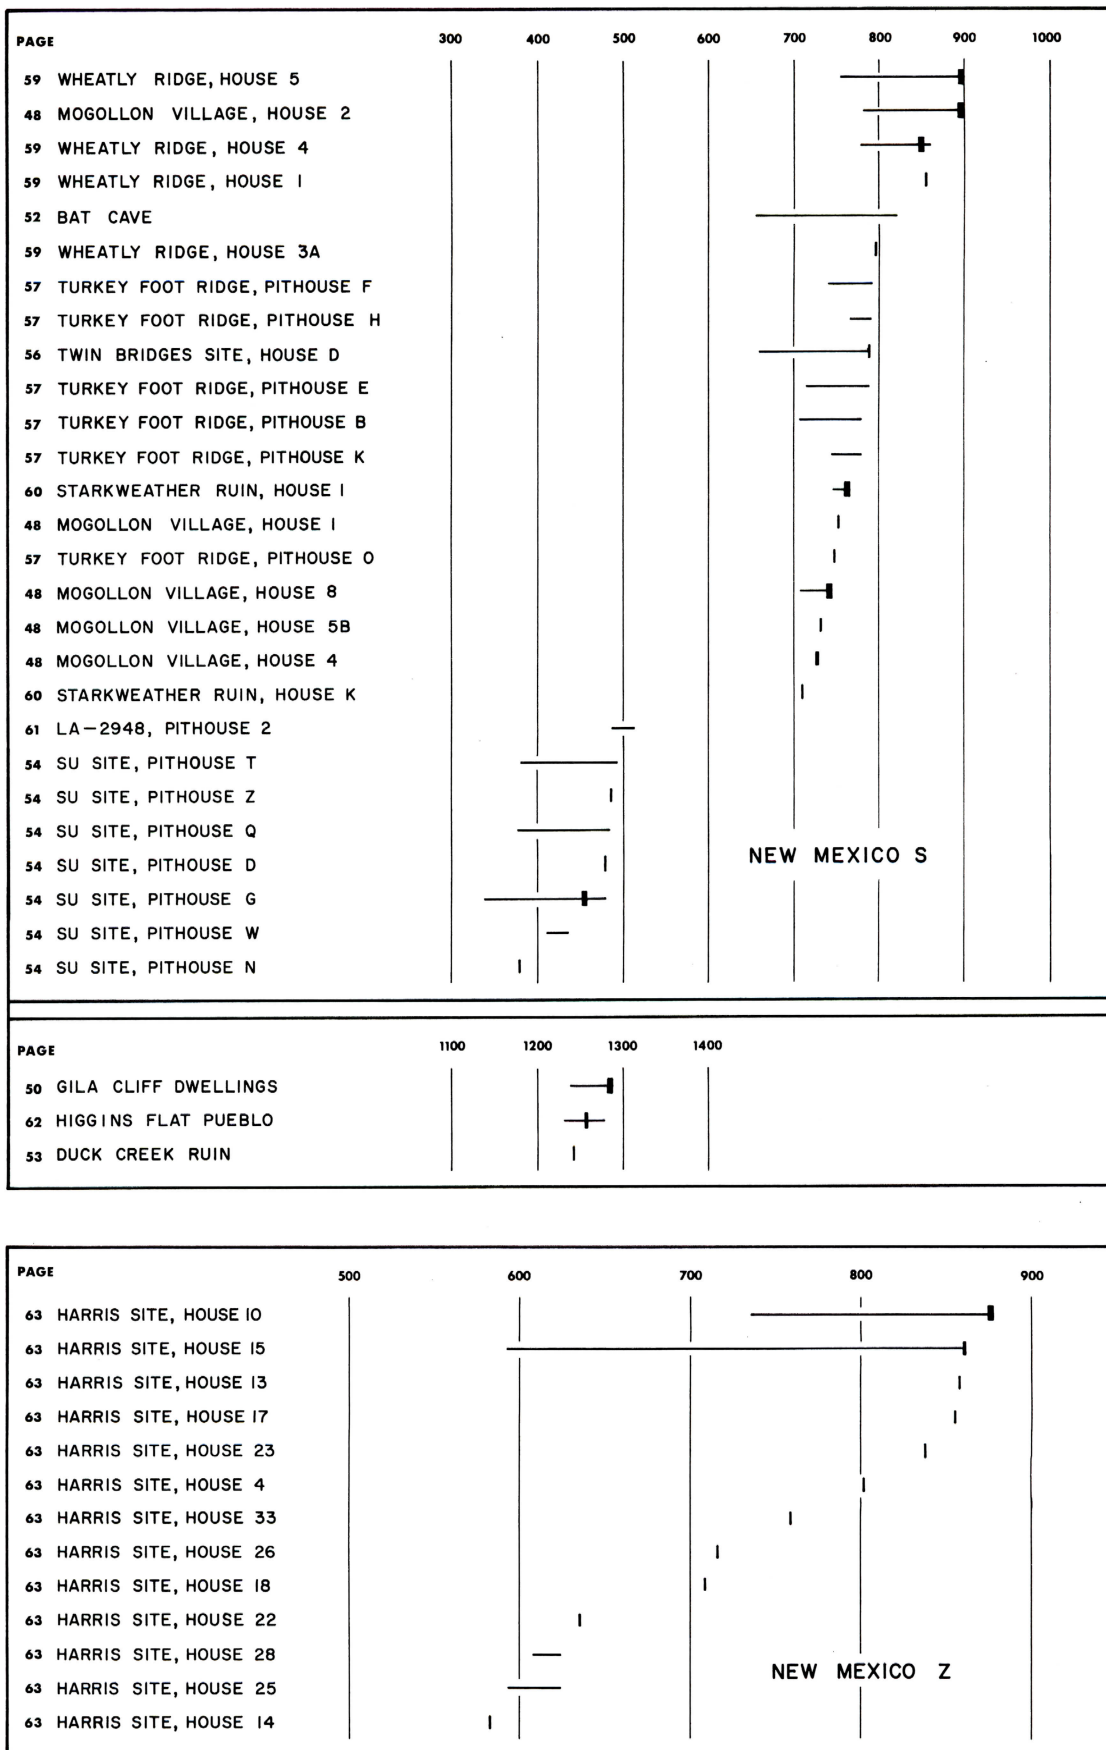 PAGE 300 400 500 600 700 800 900 1000
59 WHEATLY RIDGE, HOUSE 5
48 MOGOLLON VILLAGE, HOUSE 2
59 WHEATLY RIDGE, HOUSE 4
59 WHEATLY RIDGE, HOUSE I
52 BAT CAVE
59 WHEATLY RIDGE, HOUSE 3A
57 TURKEY FOOT RIDGE, PITHOUSE F
57 TURKEY FOOT RIDGE, PITHOUSE H
56 TWIN BRIDGES SITE, HOUSE D
57 TURKEY FOOT RIDGE, PITHOUSE E
57 TURKEY FOOT RIDGE, PITHOUSE B
57 TURKEY FOOT RIDGE, PITHOUSE K
60 STARKWEATHER RUIN, HOUSE I
48 MOGOLLON VILLAGE, HOUSE I
57 TURKEY FOOT RIDGE, PITHOUSE O
48 MOGOLLON VILLAGE, HOUSE 8
48 MOGOLLON VILLAGE, HOUSE 5B
48 MOGOLLON VILLAGE, HOUSE 4
60 STARKWEATHER RUIN, HOUSE K
61 LA-2948, PITHOUSE 2
54 SU SITE, PITHOUSE T
54 SU SITE, PITHOUSE Z
54 SU SITE, PITHOUSE Q
54 SU SITE, PITHOUSE D
NEW MEXICO S
54 SU SITE, PITHOUSE G
54 SU SITE, PITHOUSE W
54 SU SITE, PITHOUSE N
PAGE 1100 1200 1300 1400
50 GILA CLIFF DWELLINGS
62 HIGGINS FLAT PUEBLO
53 DUCK CREEK RUIN
PAGE 500 600 700 800 900
63 HARRIS SITE, HOUSE 10
63 HARRIS SITE, HOUSE 15
63 HARRIS SITE, HOUSE 13
63 HARRIS SITE, HOUSE 17
63 HARRIS SITE, HOUSE 23
63 HARRIS SITE, HOUSE 4
63 HARRIS SITE, HOUSE 33
63 HARRIS SITE, HOUSE 26
63 HARRIS SITE, HOUSE 18
63 HARRIS SITE, HOUSE 22
63 HARRIS SITE, HOUSE 28
NEW MEXICO Z
63 HARRIS SITE, HOUSE 25
63 HARRIS SITE, HOUSE 14